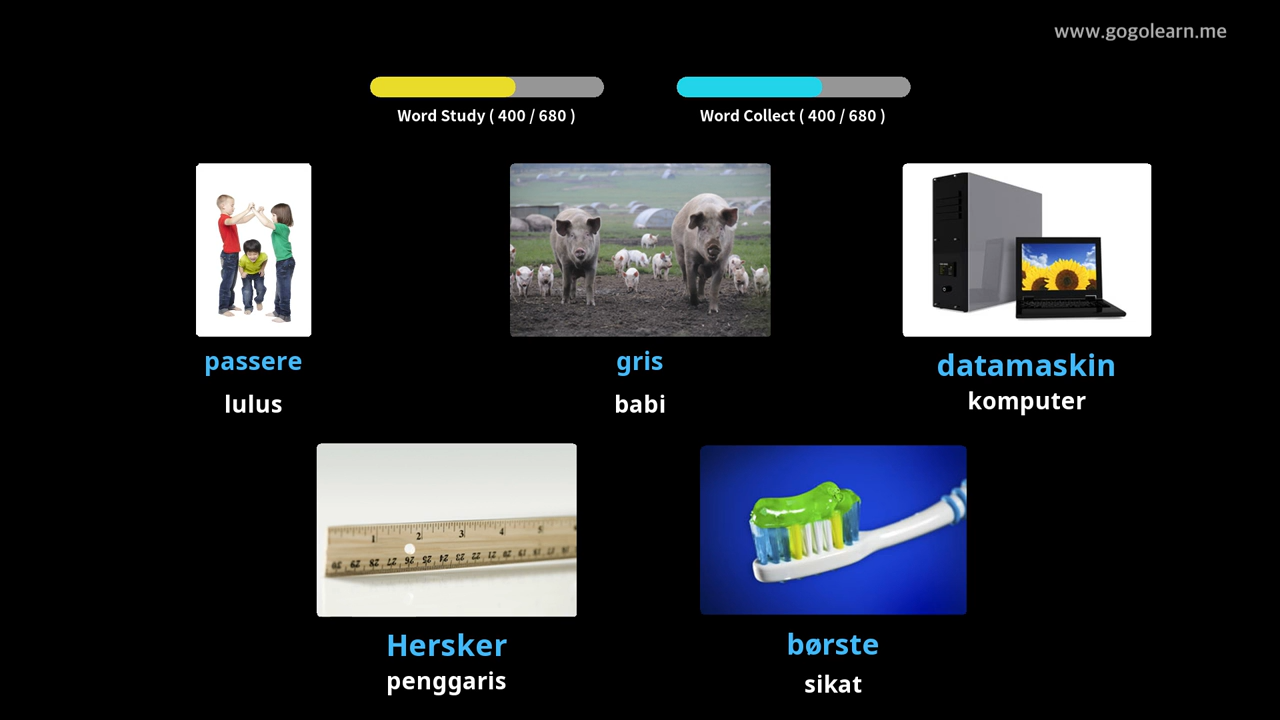 www.gogolearn.me
Word Study ( 400 / 680 )
Word Collect ( 400 / 680 )
passere
lulus
gris
babi
datamaskin
komputer
Hersker
penggaris
børste
sikat